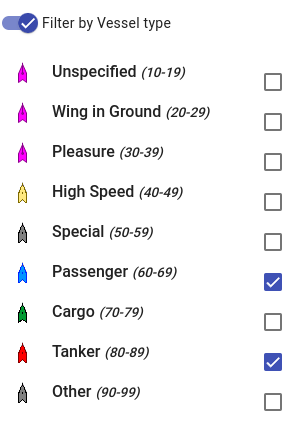 Filter by Vessel type
Unspecified (10-19)
Wing in Ground (20-29)
Pleasure (30-39)
High Speed (40-49)
Special (50-59)
Passenger (60-69)
Cargo (70-79)
Tanker (80-89)
Other (90-99)